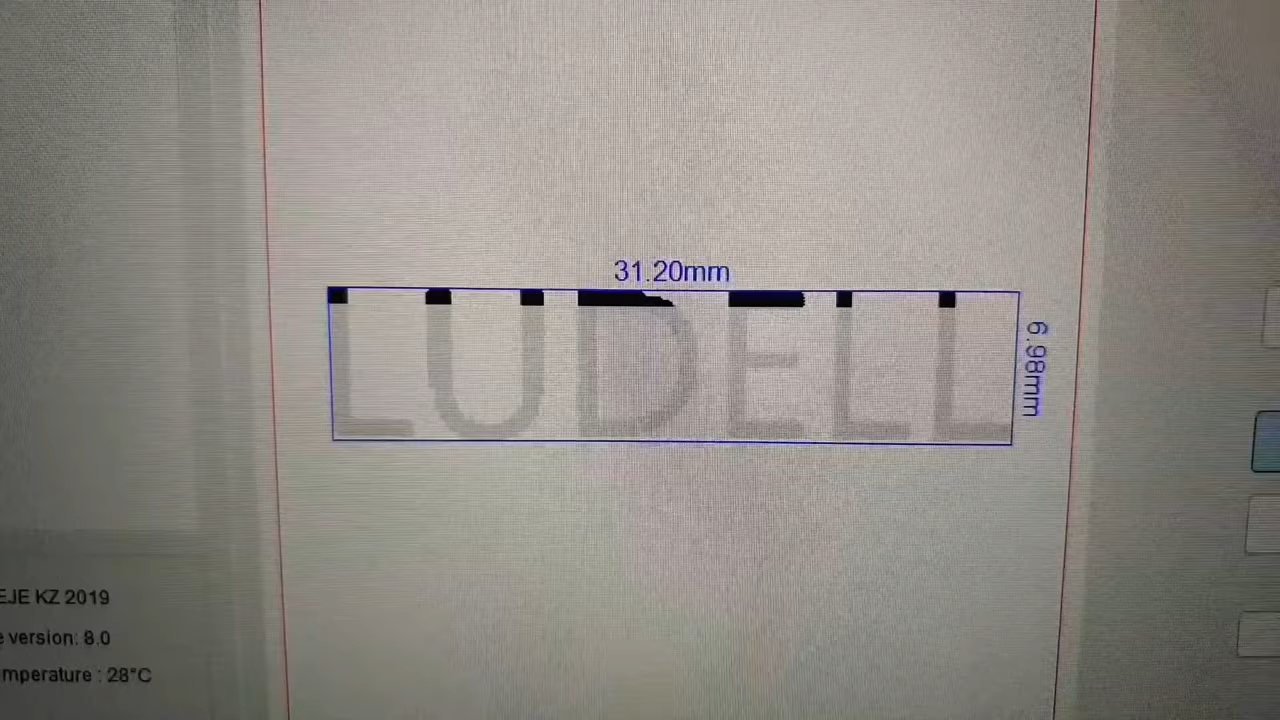 31.20mm
LUDELL
6.98mm
EJE KZ 2019
e version: 8.0
mperature : 28°C